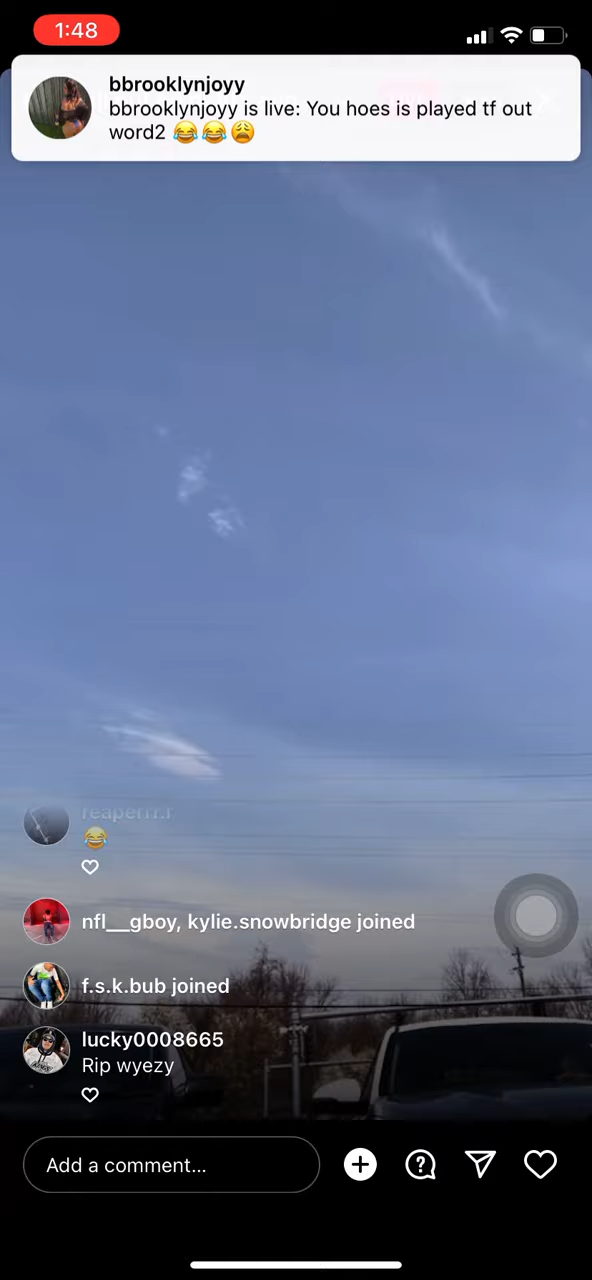 1:48
bbrooklynjoyy
bbrooklynjoyy is live: You hoes is played tf out
word2 😂😂😩
reaperrr.r
😂
nfl__gboy, kylie.snowbridge joined
f.s.k.bub joined
lucky0008665
Rip wyezy
Add a comment...